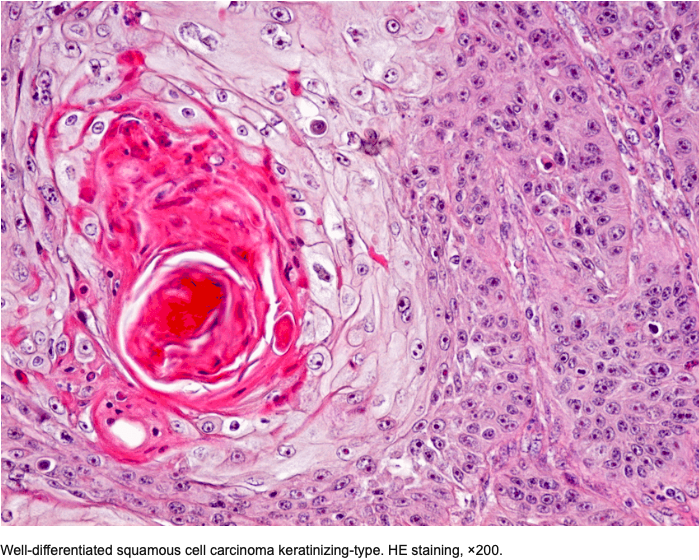 Well-differentiated squamous cell carcinoma keratinizing-type. HE staining, ×200.